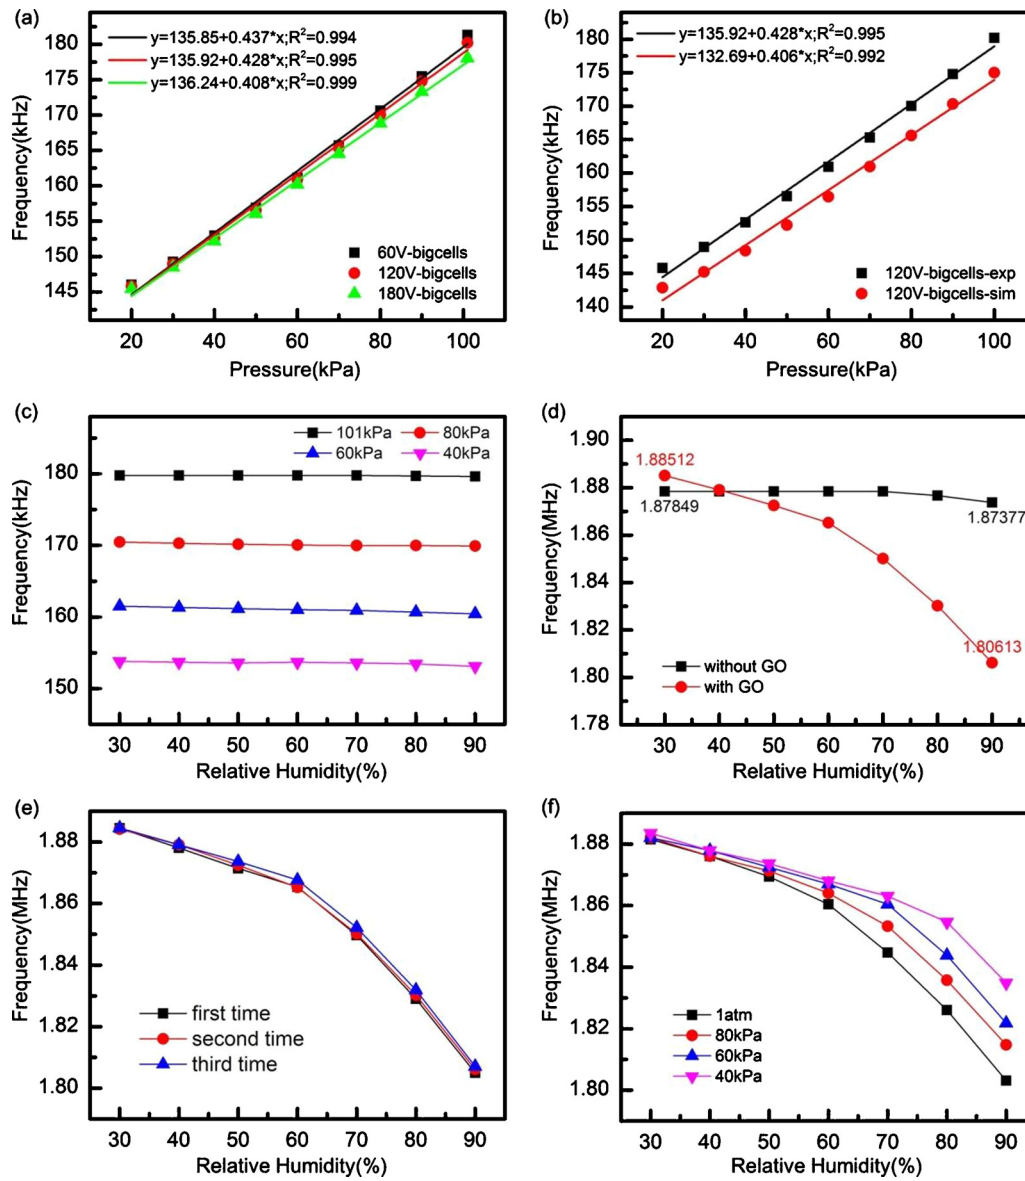 (a)
y=135.85+0.437*x;R²=0.994
y=135.92+0.428*x;R²=0.995
y=136.24+0.408*x;R²=0.999
60V-bigcells
120V-bigcells
180V-bigcells
Frequency(kHz)
180
175
170
165
160
155
150
145
20 40 60 80 100
Pressure(kPa)
(b)
y=135.92+0.428*x;R²=0.995
y=132.69+0.406*x;R²=0.992
120V-bigcells-exp
120V-bigcells-sim
Frequency(kHz)
180
175
170
165
160
155
150
145
140
20 40 60 80 100
Pressure(kPa)
(c)
101kPa 80kPa
60kPa 40kPa
Frequency(kHz)
180
170
160
150
30 40 50 60 70 80 90
Relative Humidity(%)
(d)
1.88512
1.87849
1.87377
1.80613
without GO
with GO
Frequency(MHz)
1.90
1.88
1.86
1.84
1.82
1.80
1.78
30 40 50 60 70 80 90
Relative Humidity(%)
(e)
first time
second time
third time
Frequency(MHz)
1.88
1.86
1.84
1.82
1.80
30 40 50 60 70 80 90
Relative Humidity(%)
(f)
1atm
80kPa
60kPa
40kPa
Frequency(MHz)
1.88
1.86
1.84
1.82
1.80
30 40 50 60 70 80 90
Relative Humidity(%)